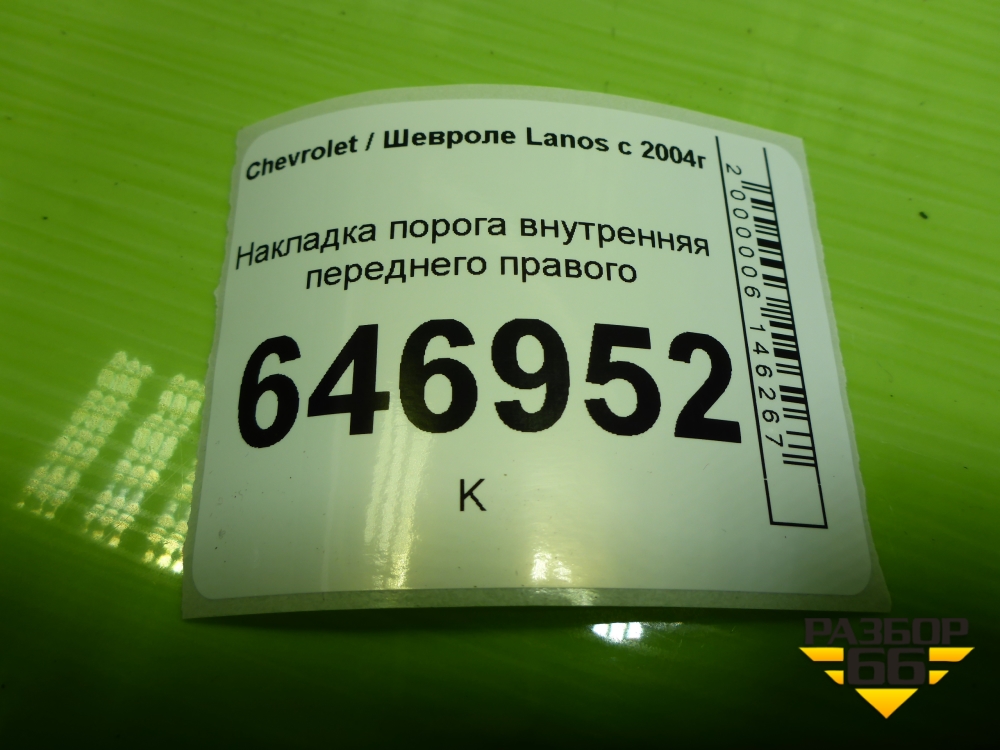 Chevrolet / Шевроле Lanos с 2004г
Накладка порога внутренняя
переднего правого
646952
К
2000006146267
РАЗБОР
66